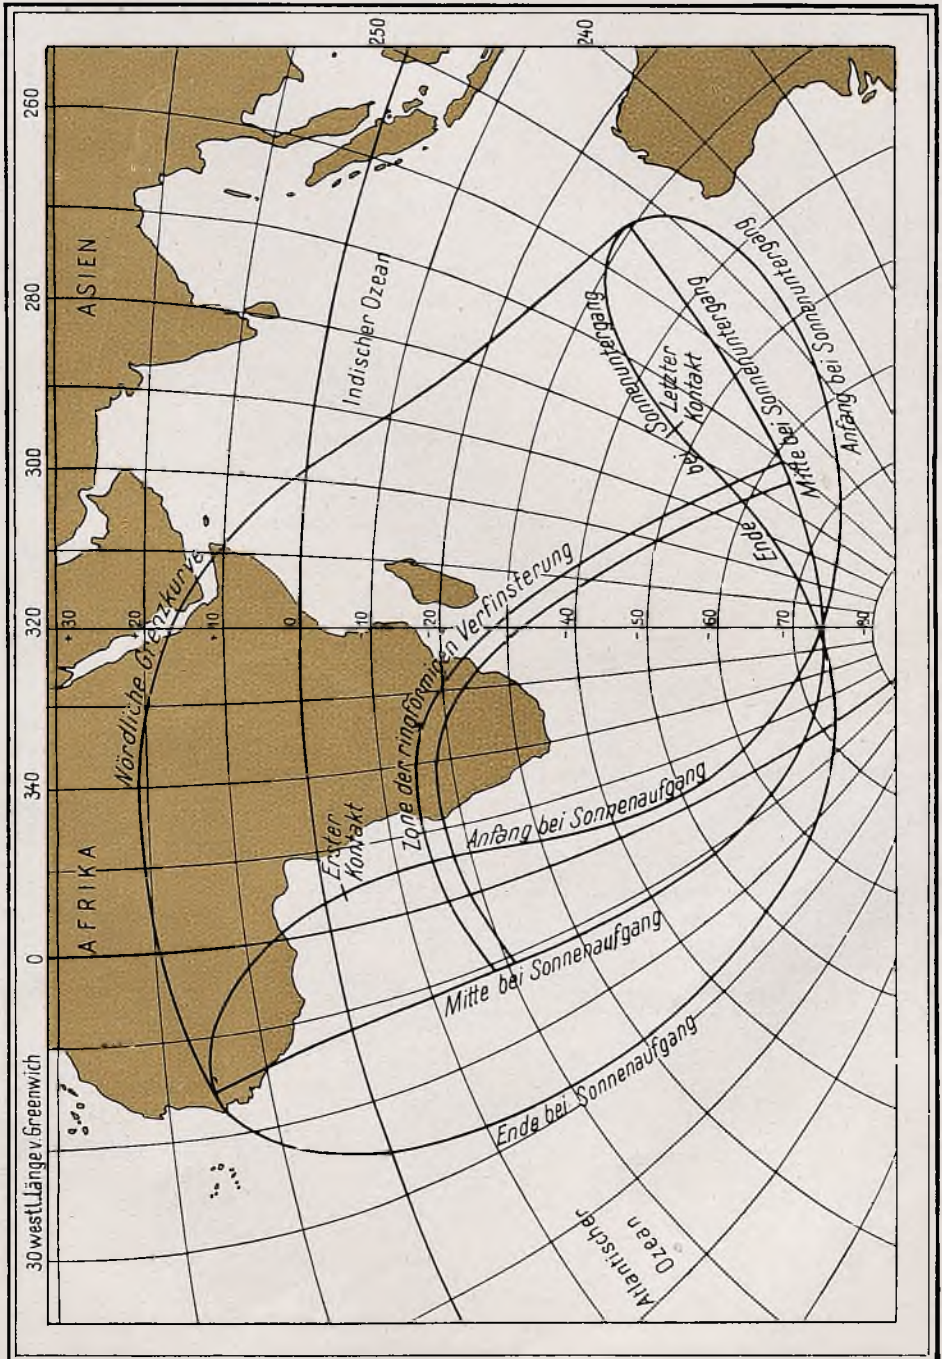 30 westl. Länge v. Greenwich
0
340
320
300
280
260
250
240
AFRIKA
ASIEN
+30
+20
+10
0
-10
-20
-30
-40
-50
-60
-70
-80
Nördliche Grenzkurve
Indischer Ozean
Erster
Kontakt
Zone der ringförmigen Verfinsterung
Anfang bei Sonnenaufgang
Mitte bei Sonnenaufgang
Ende bei Sonnenaufgang
Ende bei Sonnenuntergang
Letzter
Kontakt
Mitte bei Sonnenuntergang
Anfang bei Sonnenuntergang
Anfang bei Sonnenuntergang
Atlantischer
Ozean